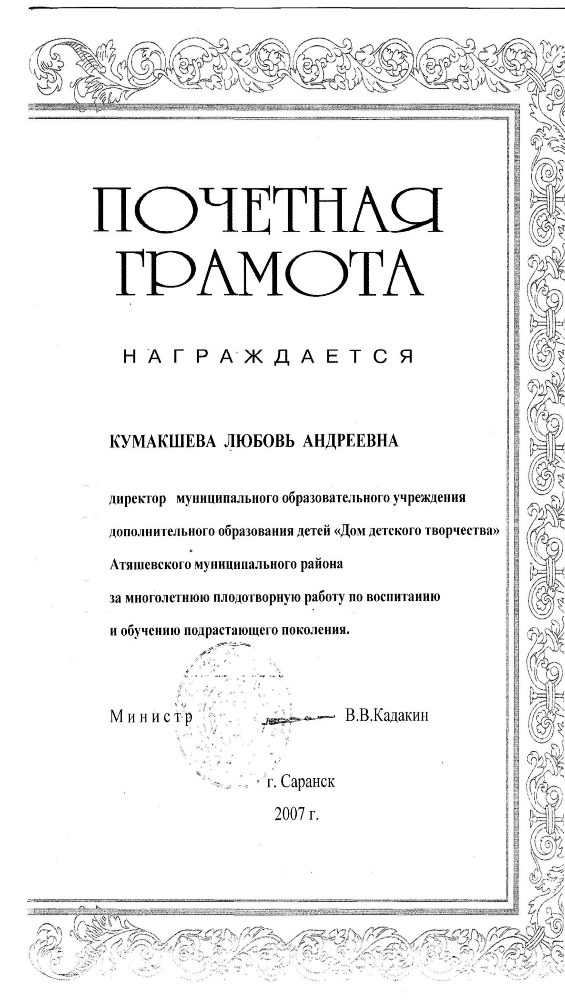 ПОЧЕТНАЯ
ГРАМОТА
НАГРАЖДАЕТСЯ
КУМАКШЕВА ЛЮБОВЬ АНДРЕЕВНА
директор муниципального образовательного учреждения
дополнительного образования детей «Дом детского творчества»
Атяшевского муниципального района
за многолетнюю плодотворную работу по воспитанию
и обучению подрастающего поколения.
Министр В.В.Кадакин
г. Саранск
2007 г.